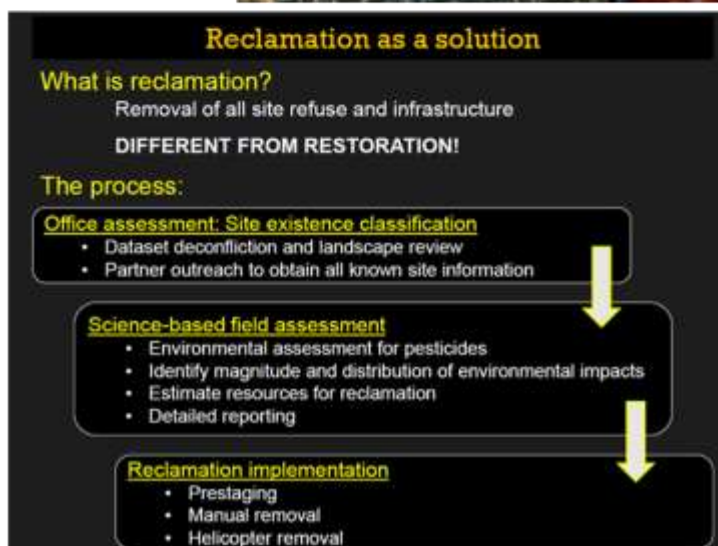 Reclamation as a solution
What is reclamation?
Removal of all site refuse and infrastructure
DIFFERENT FROM RESTORATION!
The process:
Office assessment: Site existence classification
• Dataset deconfliction and landscape review
• Partner outreach to obtain all known site information
Science-based field assessment
• Environmental assessment for pesticides
• Identify magnitude and distribution of environmental impacts
• Estimate resources for reclamation
• Detailed reporting
Reclamation implementation
• Prestaging
• Manual removal
• Helicopter removal